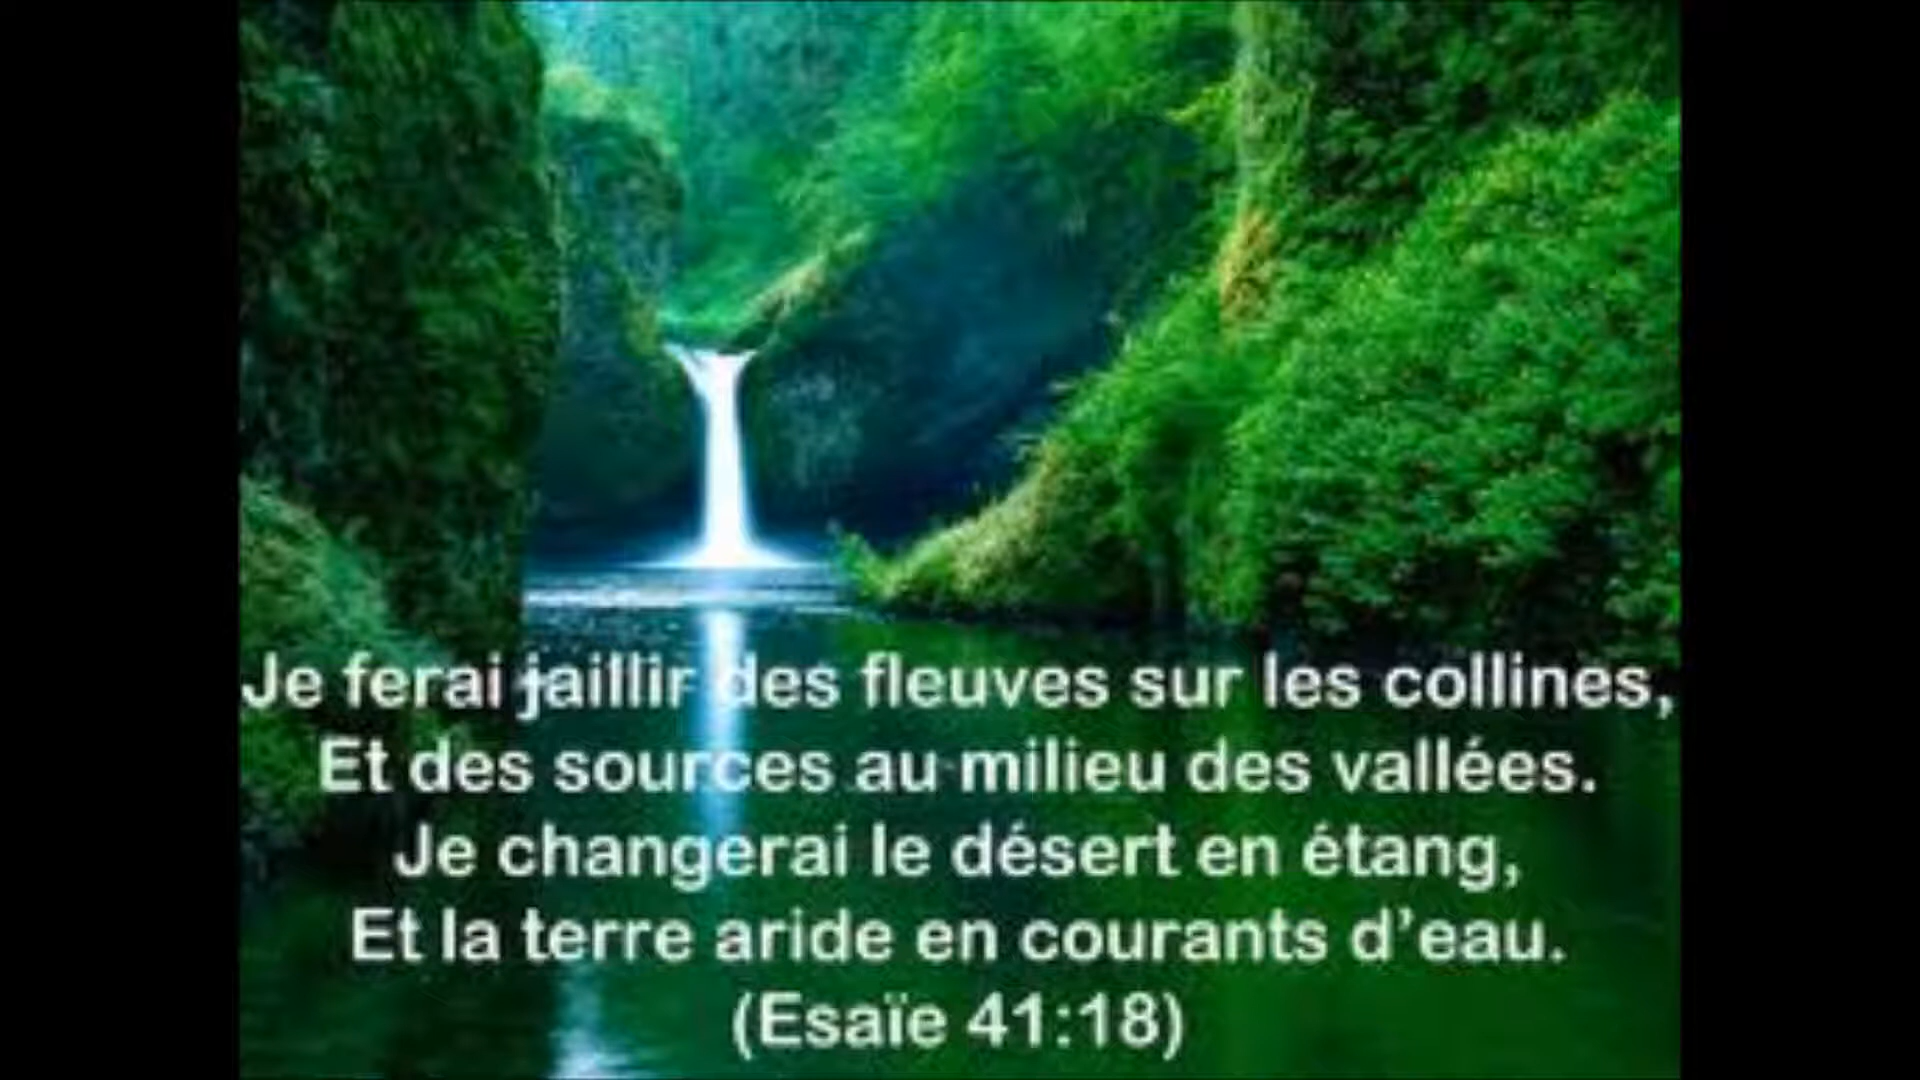 Je ferai jaillir des fleuves sur les collines,
Et des sources au milieu des vallées.
Je changerai le désert en étang,
Et la terre aride en courants d’eau.
(Esaïe 41:18)